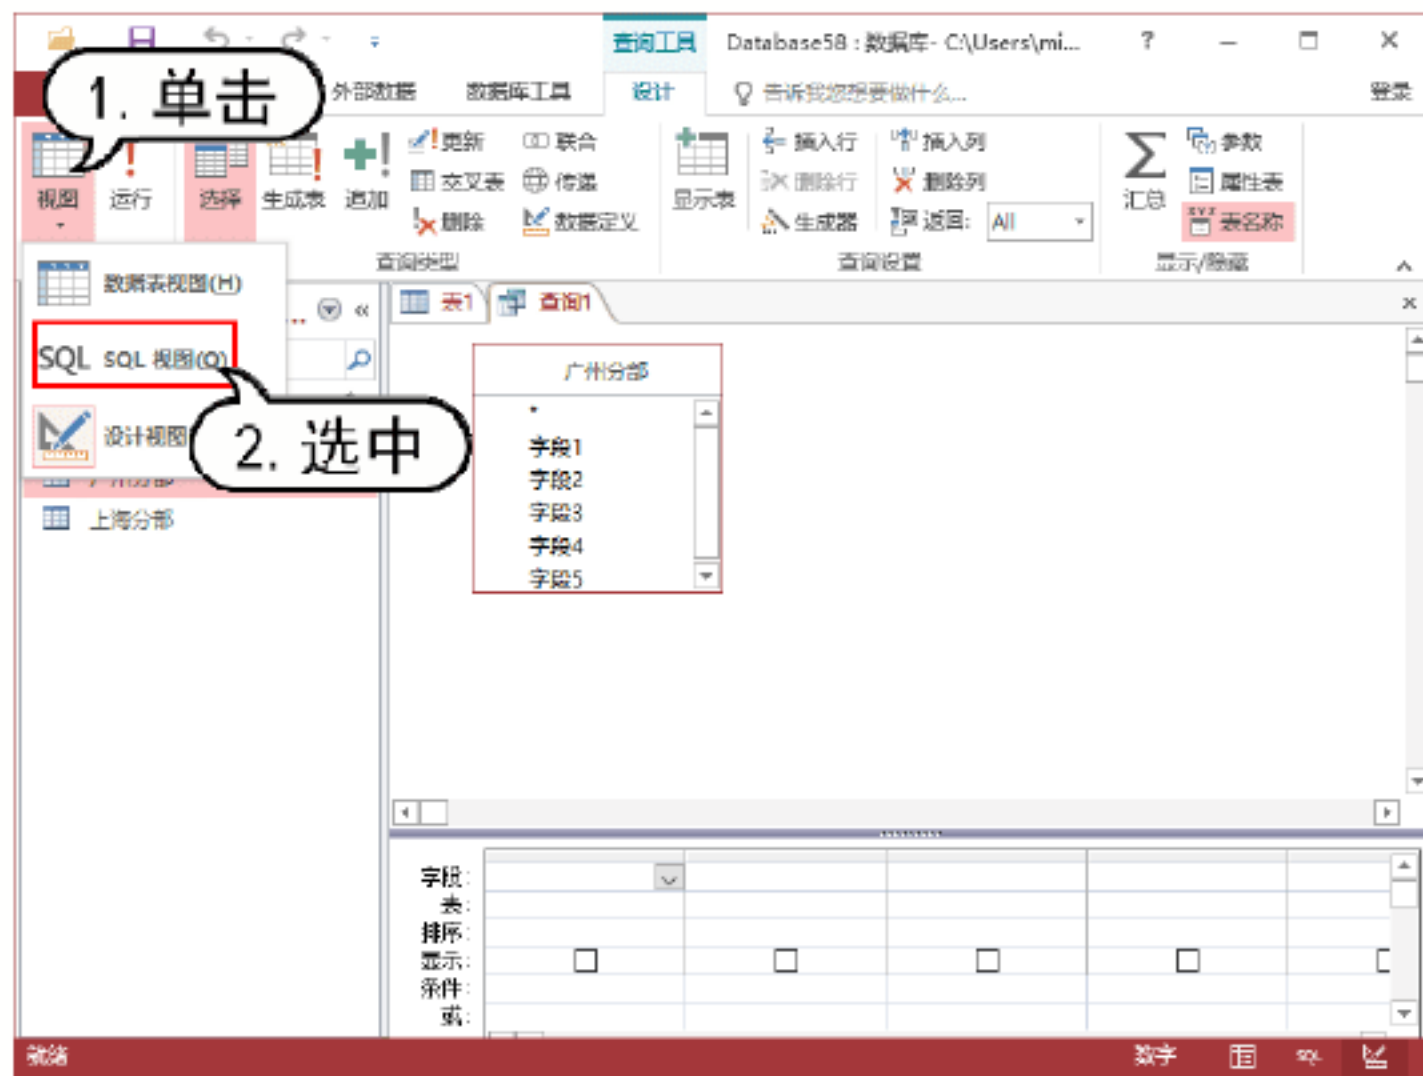 查询工具 Database58 : 数据库- C:\Users\mi... ?
1. 单击 外部数据 数据库工具 设计 告诉我您想要做什么... 登录
视图 运行 选择 生成表 追加 更新 联合 显示表 插入行 插入列 汇总 参数
交叉表 传递 删除行 删除列 属性表
删除 数据定义 生成器 返回: All 表名称
查询类型 查询设置 显示/隐藏
数据表视图(H)
... « 表1 查询1
SQL SQL 视图(Q)
设计视图
2. 选中
广州分部
上海分部
广州分部
*
字段1
字段2
字段3
字段4
字段5
字段:
表:
排序:
显示:
条件:
或:
就绪 数字 SQL